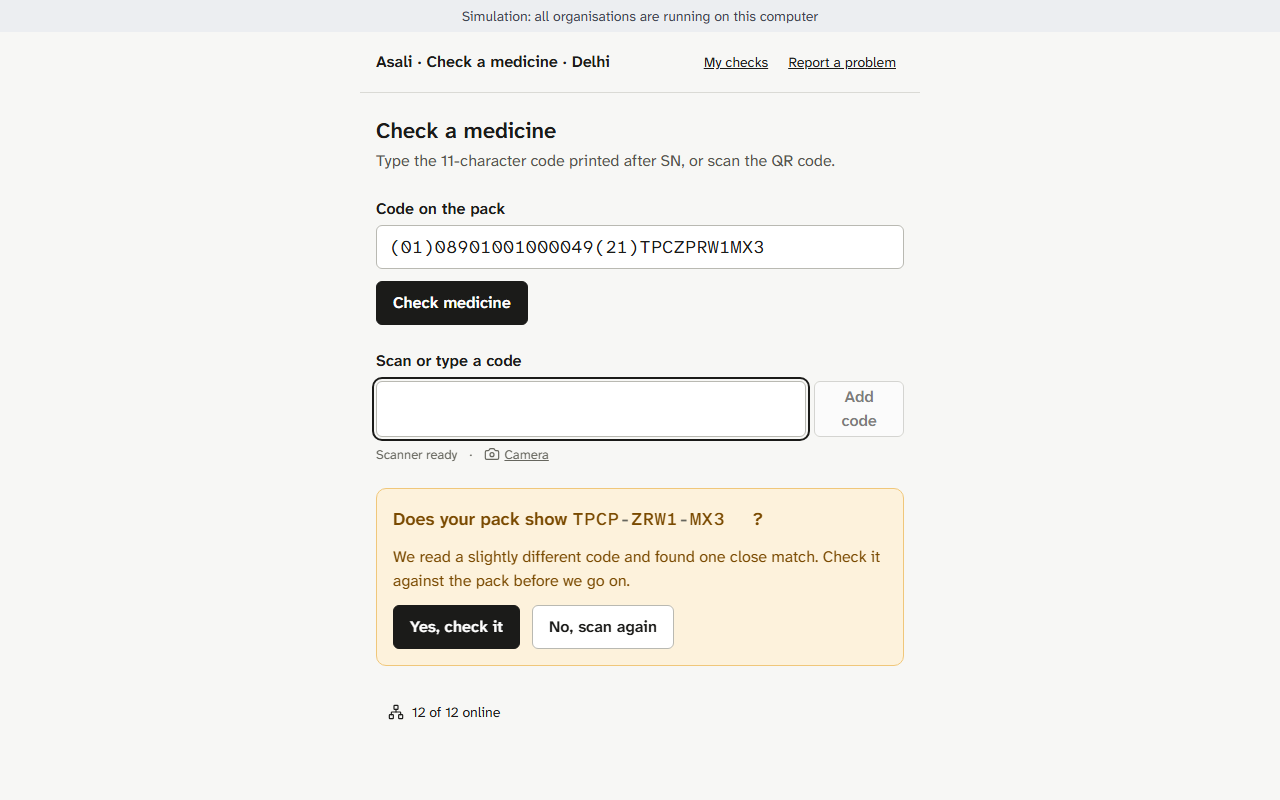 Simulation: all organisations are running on this computer
Asali · Check a medicine · Delhi
My checks
Report a problem
Check a medicine
Type the 11-character code printed after SN, or scan the QR code.
Code on the pack
(01)08901001000049(21)TPCZPRW1MX3
Check medicine
Scan or type a code
Add
code
Scanner ready · Camera
Does your pack show TPCP-ZRW1-MX3 ?
We read a slightly different code and found one close match. Check it
against the pack before we go on.
Yes, check it
No, scan again
12 of 12 online